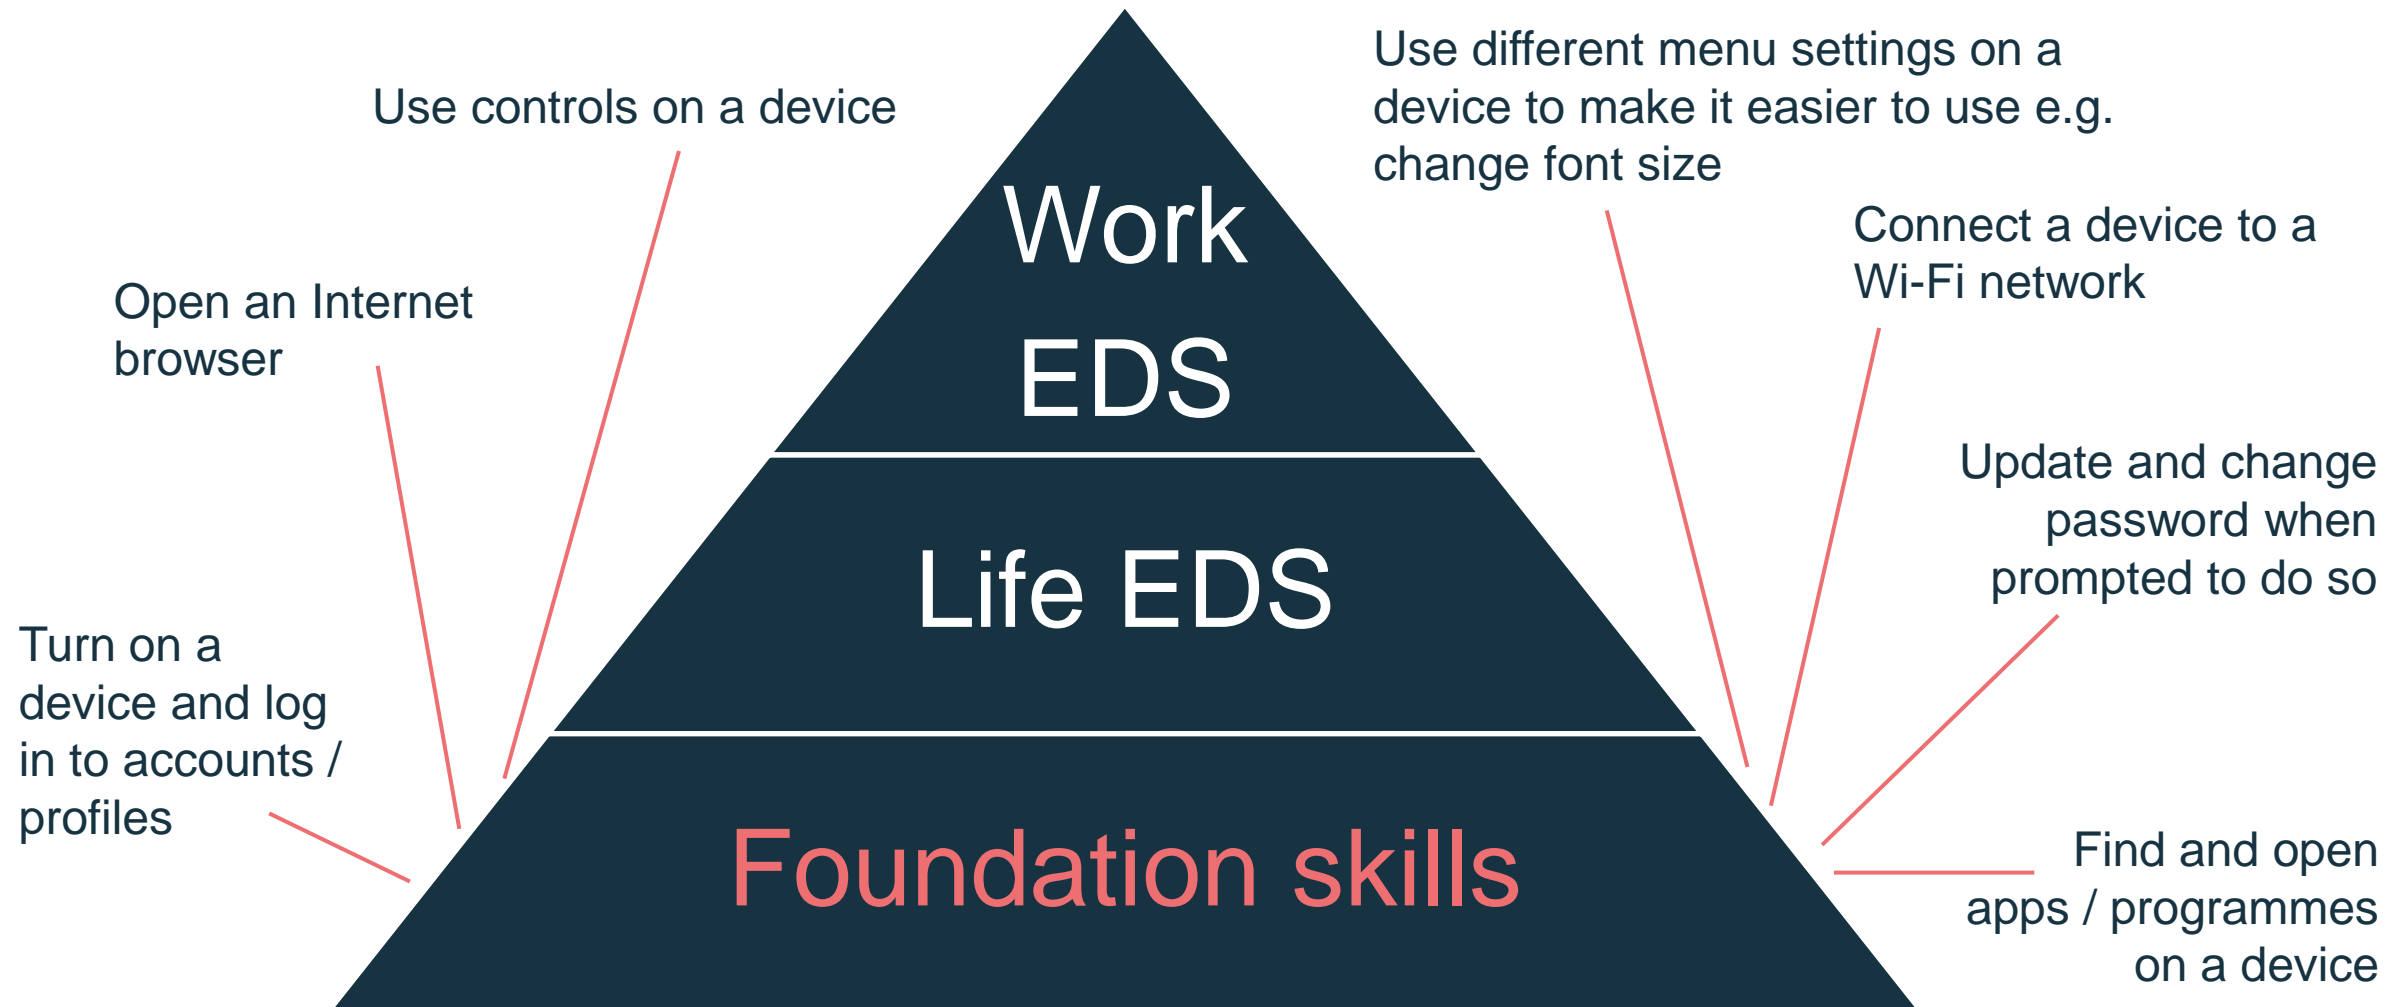 Use controls on a device
Open an Internet
browser
Turn on a
device and log
in to accounts /
profiles
Work
EDS
Life EDS
Foundation skills
Use different menu settings on a
device to make it easier to use e.g.
change font size
Connect a device to a
Wi-Fi network
Update and change
password when
prompted to do so
Find and open
apps / programmes
on a device